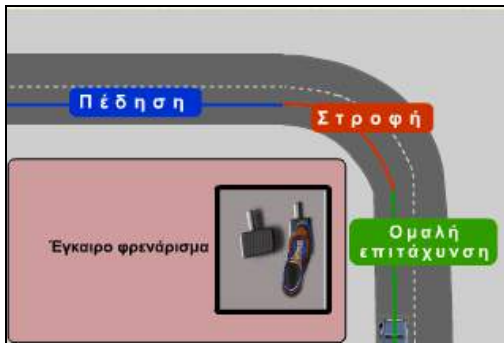 Πέδηση
Στροφή
Έγκαιρο φρενάρισμα
Ομαλή
επιτάχυνση